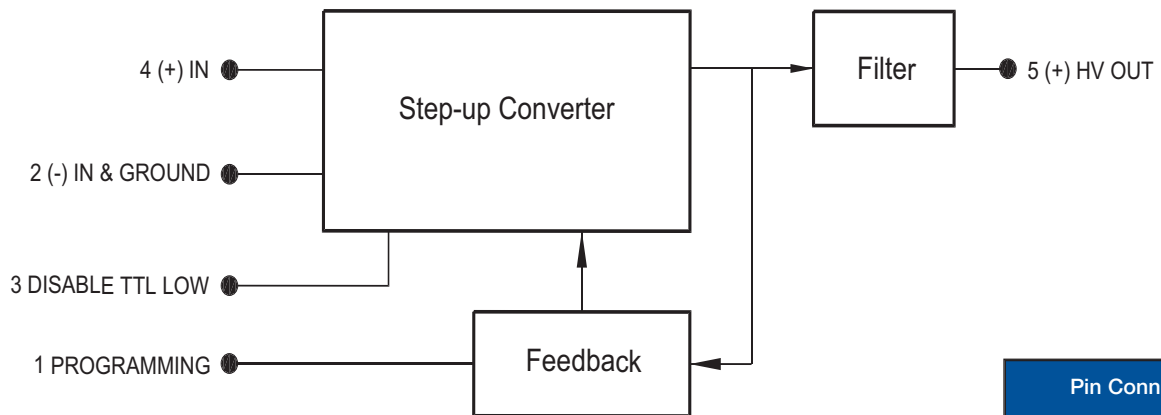 4 (+) IN
Step-up Converter
Filter
5 (+) HV OUT
2 (-) IN & GROUND
3 DISABLE TTL LOW
1 PROGRAMMING
Feedback
Pin Conn